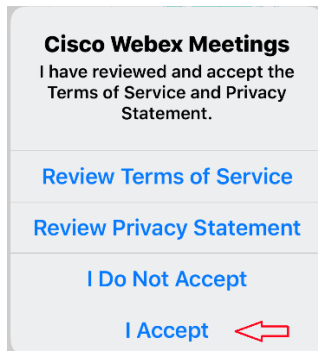 Cisco Webex Meetings
I have reviewed and accept the
Terms of Service and Privacy
Statement.
Review Terms of Service
Review Privacy Statement
I Do Not Accept
I Accept